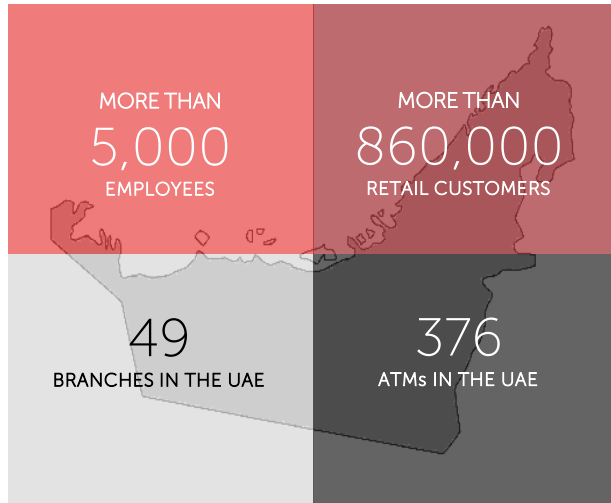 MORE THAN
5,000
EMPLOYEES
MORE THAN
860,000
RETAIL CUSTOMERS
49
BRANCHES IN THE UAE
376
ATMs IN THE UAE